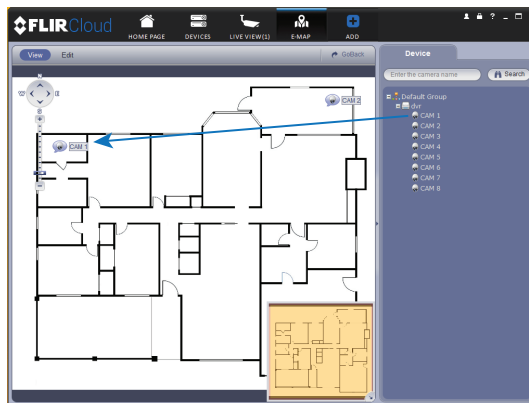 FLIR Cloud
HOME PAGE
DEVICES
LIVE VIEW(1)
E-MAP
ADD
View
Edit
GoBack
Device
Enter the camera name
Search
Default Group
dvr
CAM 1
CAM 2
CAM 3
CAM 4
CAM 5
CAM 6
CAM 7
CAM 8
N
W
E
CAM 2
CAM 1